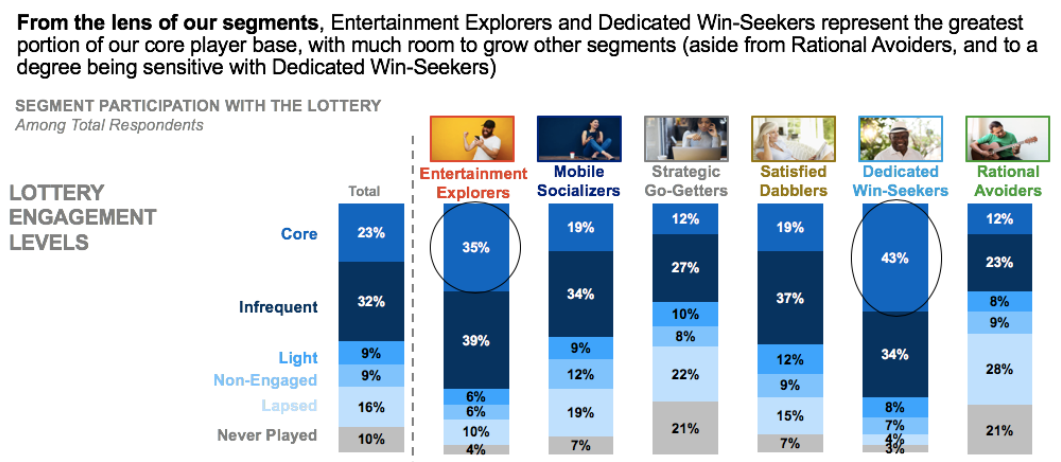 From the lens of our segments, Entertainment Explorers and Dedicated Win-Seekers represent the greatest
portion of our core player base, with much room to grow other segments (aside from Rational Avoiders, and to a
degree being sensitive with Dedicated Win-Seekers)
SEGMENT PARTICIPATION WITH THE LOTTERY
Among Total Respondents
LOTTERY
ENGAGEMENT
LEVELS
Total
Entertainment
Explorers
Mobile
Socializers
Strategic
Go-Getters
Satisfied
Dabblers
Dedicated
Win-Seekers
Rational
Avoiders
Core
23%
35%
19%
12%
19%
43%
12%
Infrequent
32%
39%
34%
27%
37%
34%
23%
Light
9%
6%
9%
10%
12%
8%
8%
Non-Engaged
9%
6%
12%
8%
9%
7%
9%
Lapsed
16%
10%
19%
22%
15%
4%
28%
Never Played
10%
4%
7%
21%
7%
3%
21%